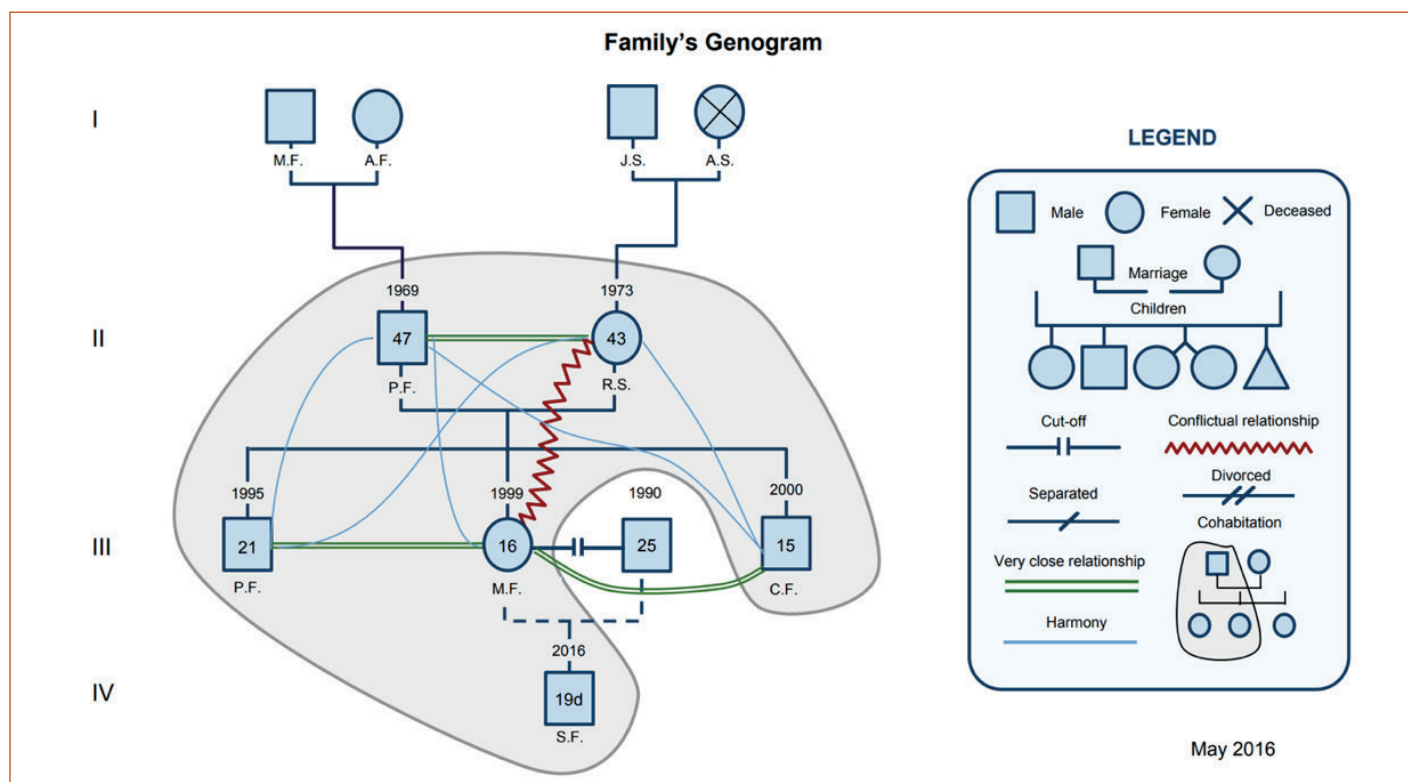 Family's Genogram
I
M.F.
A.F.
J.S.
A.S.
1969
1973
II
47
43
P.F.
R.S.
1995
1999
1990
2000
III
21
16
25
15
P.F.
M.F.
C.F.
2016
IV
19d
S.F.
LEGEND
Male
Female
Deceased
Marriage
Children
Cut-off
Conflictual relationship
Separated
Divorced
Cohabitation
Very close relationship
Harmony
May 2016